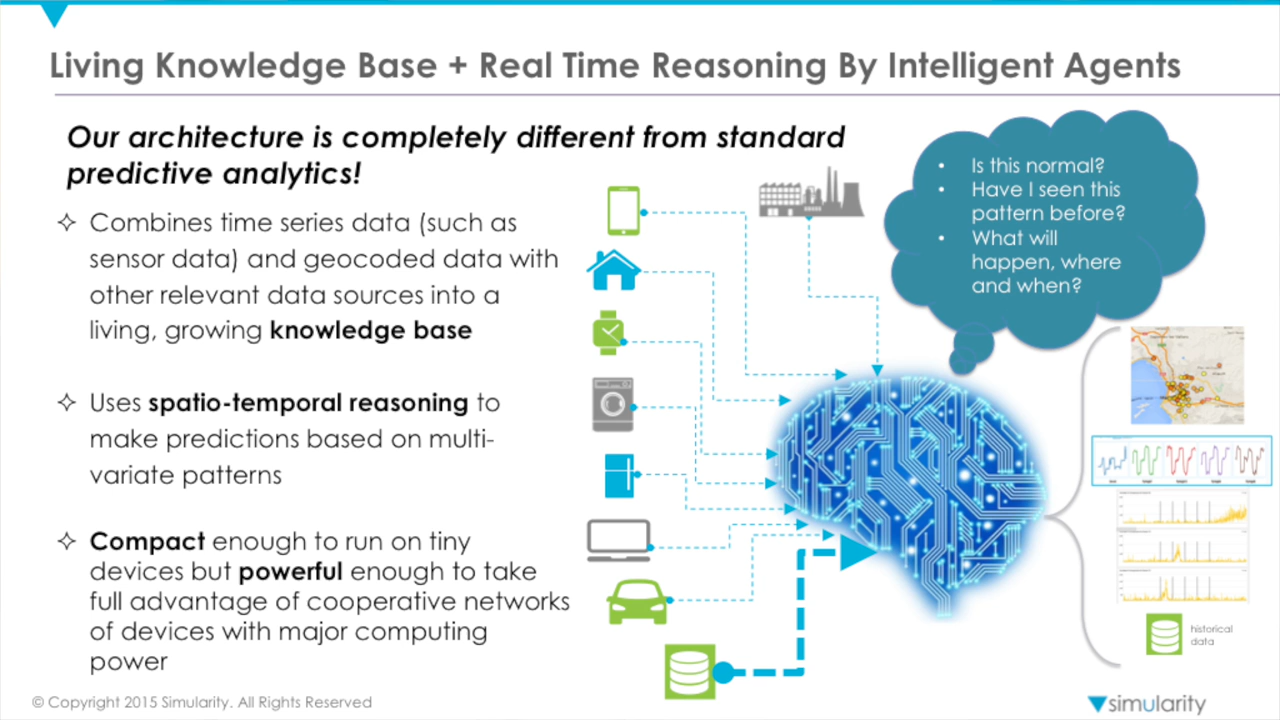 Living Knowledge Base + Real Time Reasoning By Intelligent Agents
Our architecture is completely different from standard
predictive analytics!
Combines time series data (such as
sensor data) and geocoded data with
other relevant data sources into a
living, growing knowledge base
Uses spatio-temporal reasoning to
make predictions based on multi-
variate patterns
Compact enough to run on tiny
devices but powerful enough to take
full advantage of cooperative networks
of devices with major computing
power
• Is this normal?
• Have I seen this
pattern before?
• What will
happen, where
and when?
historical
data
© Copyright 2015 Simularity. All Rights Reserved
simularity